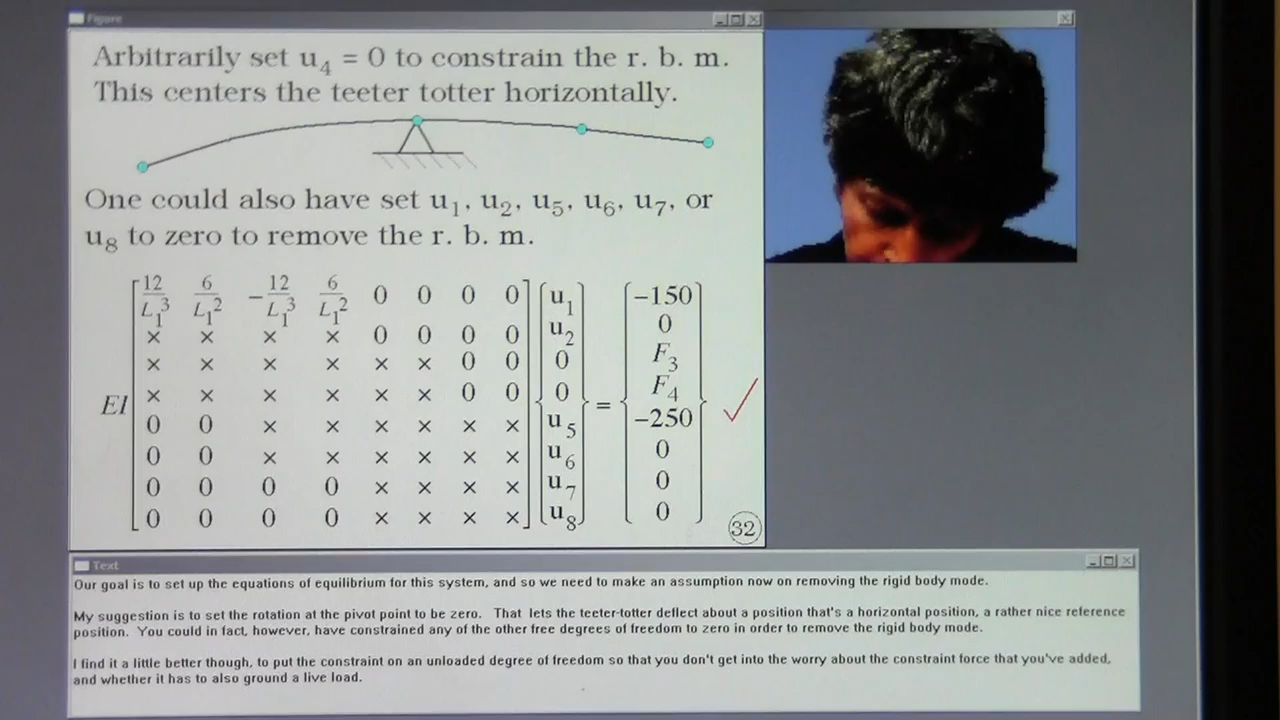 Figure
Arbitrarily set u₄ = 0 to constrain the r. b. m.
This centers the teeter totter horizontally.
One could also have set u₁, u₂, u₅, u₆, u₇, or
u₈ to zero to remove the r. b. m.
12/L₁³ 6/L₁² −12/L₁³ 6/L₁² 0 0 0 0 u₁ −150
× × × × 0 0 0 0 u₂ 0
× × × × × × 0 0 0 F₃
EI × × × × × × 0 0 0 = F₄
0 0 × × × × × × u₅ −250
0 0 × × × × × × u₆ 0
0 0 0 0 × × × × u₇ 0
0 0 0 0 × × × × u₈ 0
32
Text
Our goal is to set up the equations of equilibrium for this system, and so we need to make an assumption now on removing the rigid body mode.
My suggestion is to set the rotation at the pivot point to be zero. That lets the teeter-totter deflect about a position that's a horizontal position, a rather nice reference
position. You could in fact, however, have constrained any of the other free degrees of freedom to zero in order to remove the rigid body mode.
I find it a little better though, to put the constraint on an unloaded degree of freedom so that you don't get into the worry about the constraint force that you've added,
and whether it has to also ground a live load.